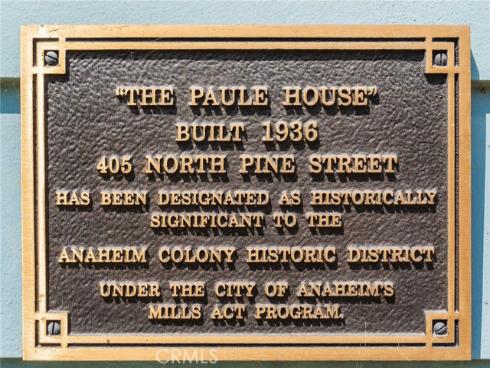 "THE PAULE HOUSE"
BUILT 1936
405 NORTH PINE STREET
HAS BEEN DESIGNATED AS HISTORICALLY
SIGNIFICANT TO THE
ANAHEIM COLONY HISTORIC DISTRICT
UNDER THE CITY OF ANAHEIM'S
MILLS ACT PROGRAM.
CRMLS